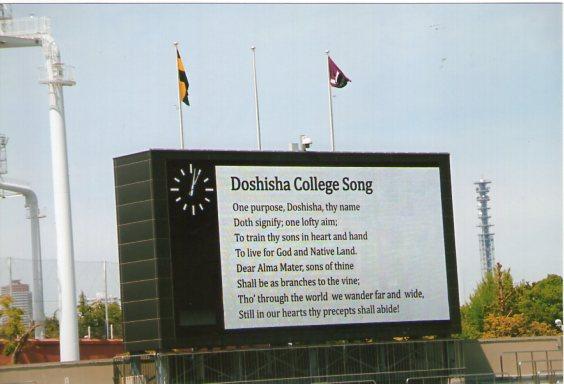 Doshisha College Song
One purpose, Doshisha, thy name
Doth signify; one lofty aim;
To train thy sons in heart and hand
To live for God and Native Land.
Dear Alma Mater, sons of thine
Shall be as branches to the vine;
Tho' through the world we wander far and wide,
Still in our hearts thy precepts shall abide!